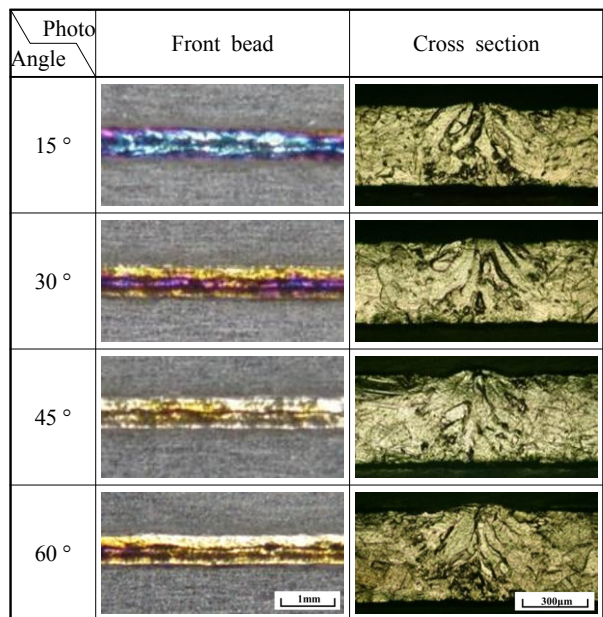 Photo
Angle
Front bead
Cross section
15 °
30 °
45 °
60 °
1mm
300μm